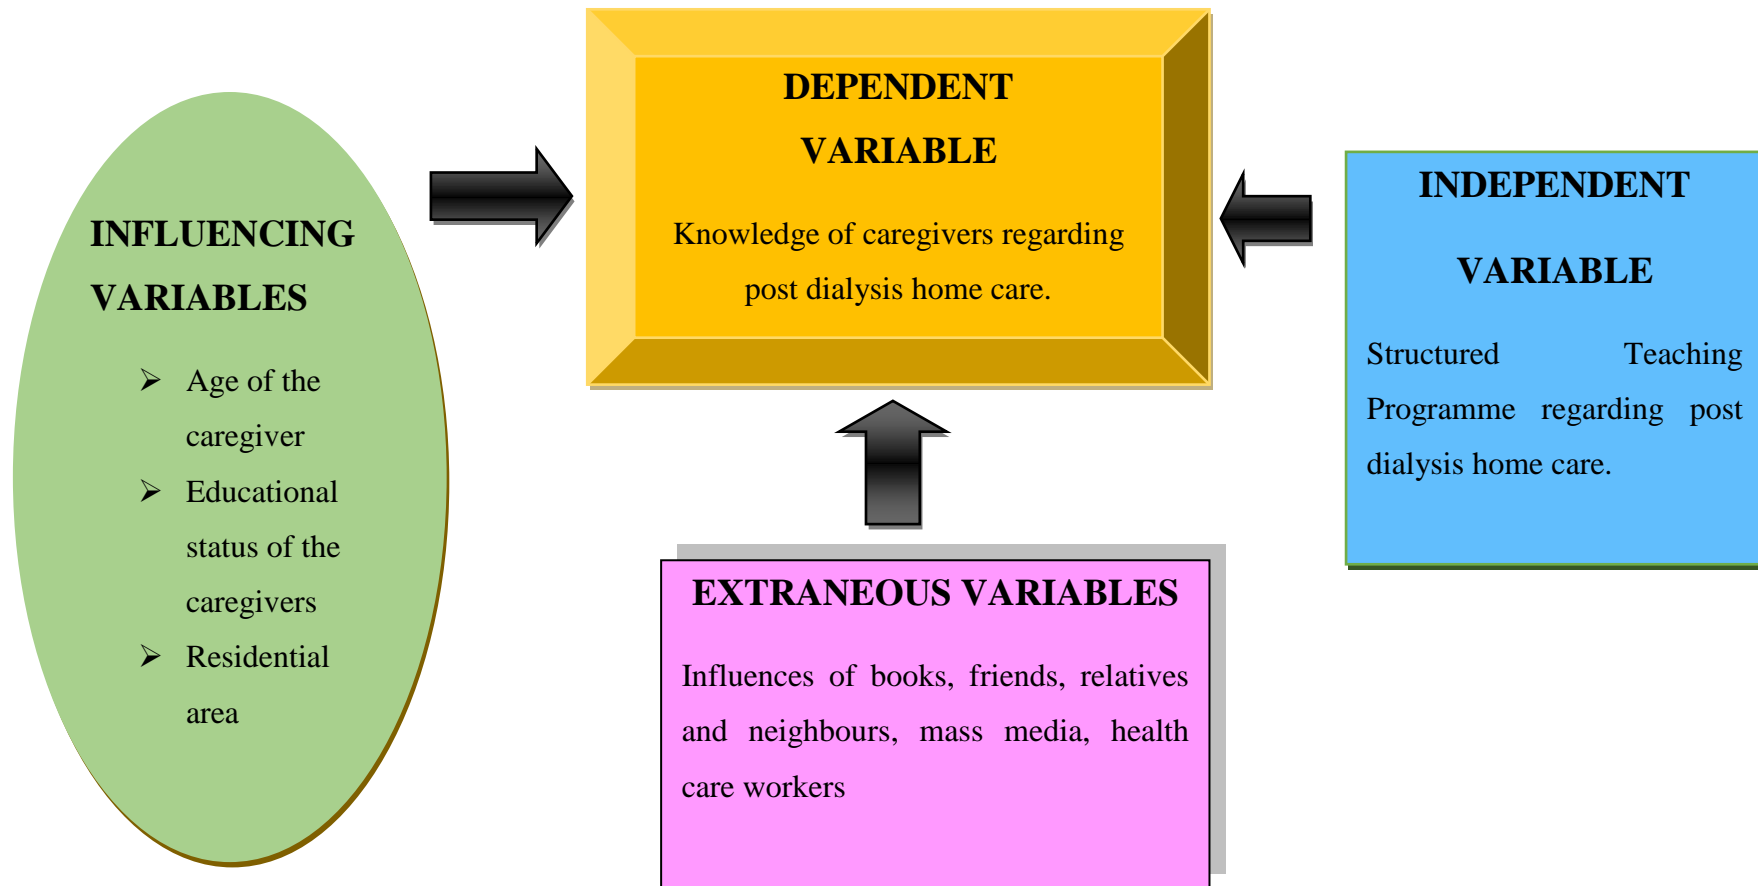 DEPENDENT
VARIABLE
Knowledge of caregivers regarding
post dialysis home care.
INFLUENCING
VARIABLES
➢ Age of the
caregiver
➢ Educational
status of the
caregivers
➢ Residential
area
INDEPENDENT
VARIABLE
Structured Teaching
Programme regarding post
dialysis home care.
EXTRANEOUS VARIABLES
Influences of books, friends, relatives
and neighbours, mass media, health
care workers